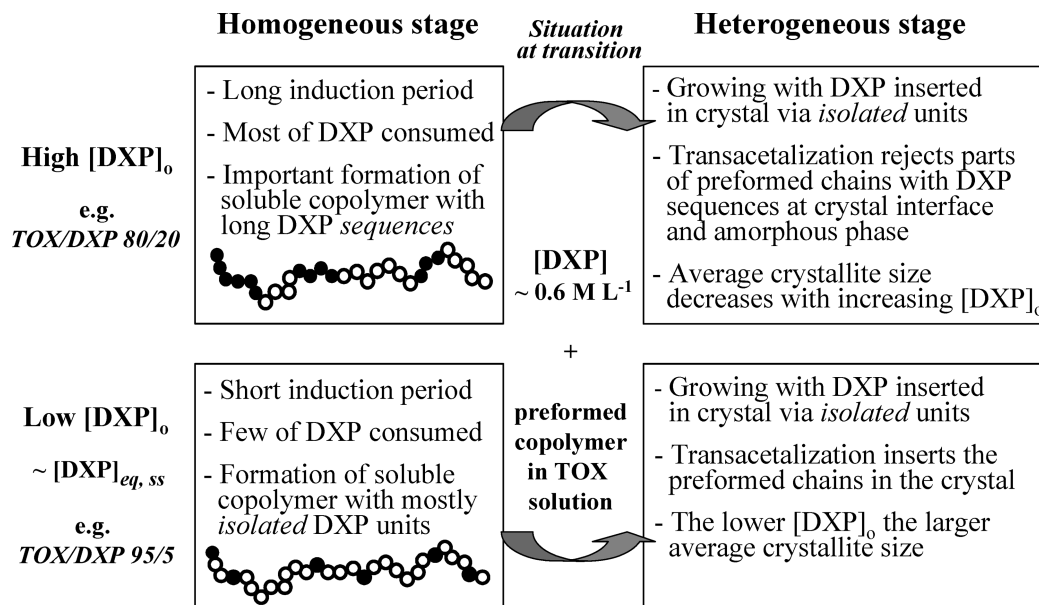 Homogeneous stage
Situation
at transition
Heterogeneous stage
High [DXP]o
e.g.
TOX/DXP 80/20
- Long induction period
- Most of DXP consumed
- Important formation of
soluble copolymer with
long DXP sequences
[DXP]
~ 0.6 M L-1
- Growing with DXP inserted
in crystal via isolated units
- Transacetalization rejects parts
of preformed chains with DXP
sequences at crystal interface
and amorphous phase
- Average crystallite size
decreases with increasing [DXP]o
+
Low [DXP]o
~ [DXP]eq, ss
e.g.
TOX/DXP 95/5
- Short induction period
- Few of DXP consumed
- Formation of soluble
copolymer with mostly
isolated DXP units
preformed
copolymer
in TOX
solution
- Growing with DXP inserted
in crystal via isolated units
- Transacetalization inserts the
preformed chains in the crystal
- The lower [DXP]o the larger
average crystallite size